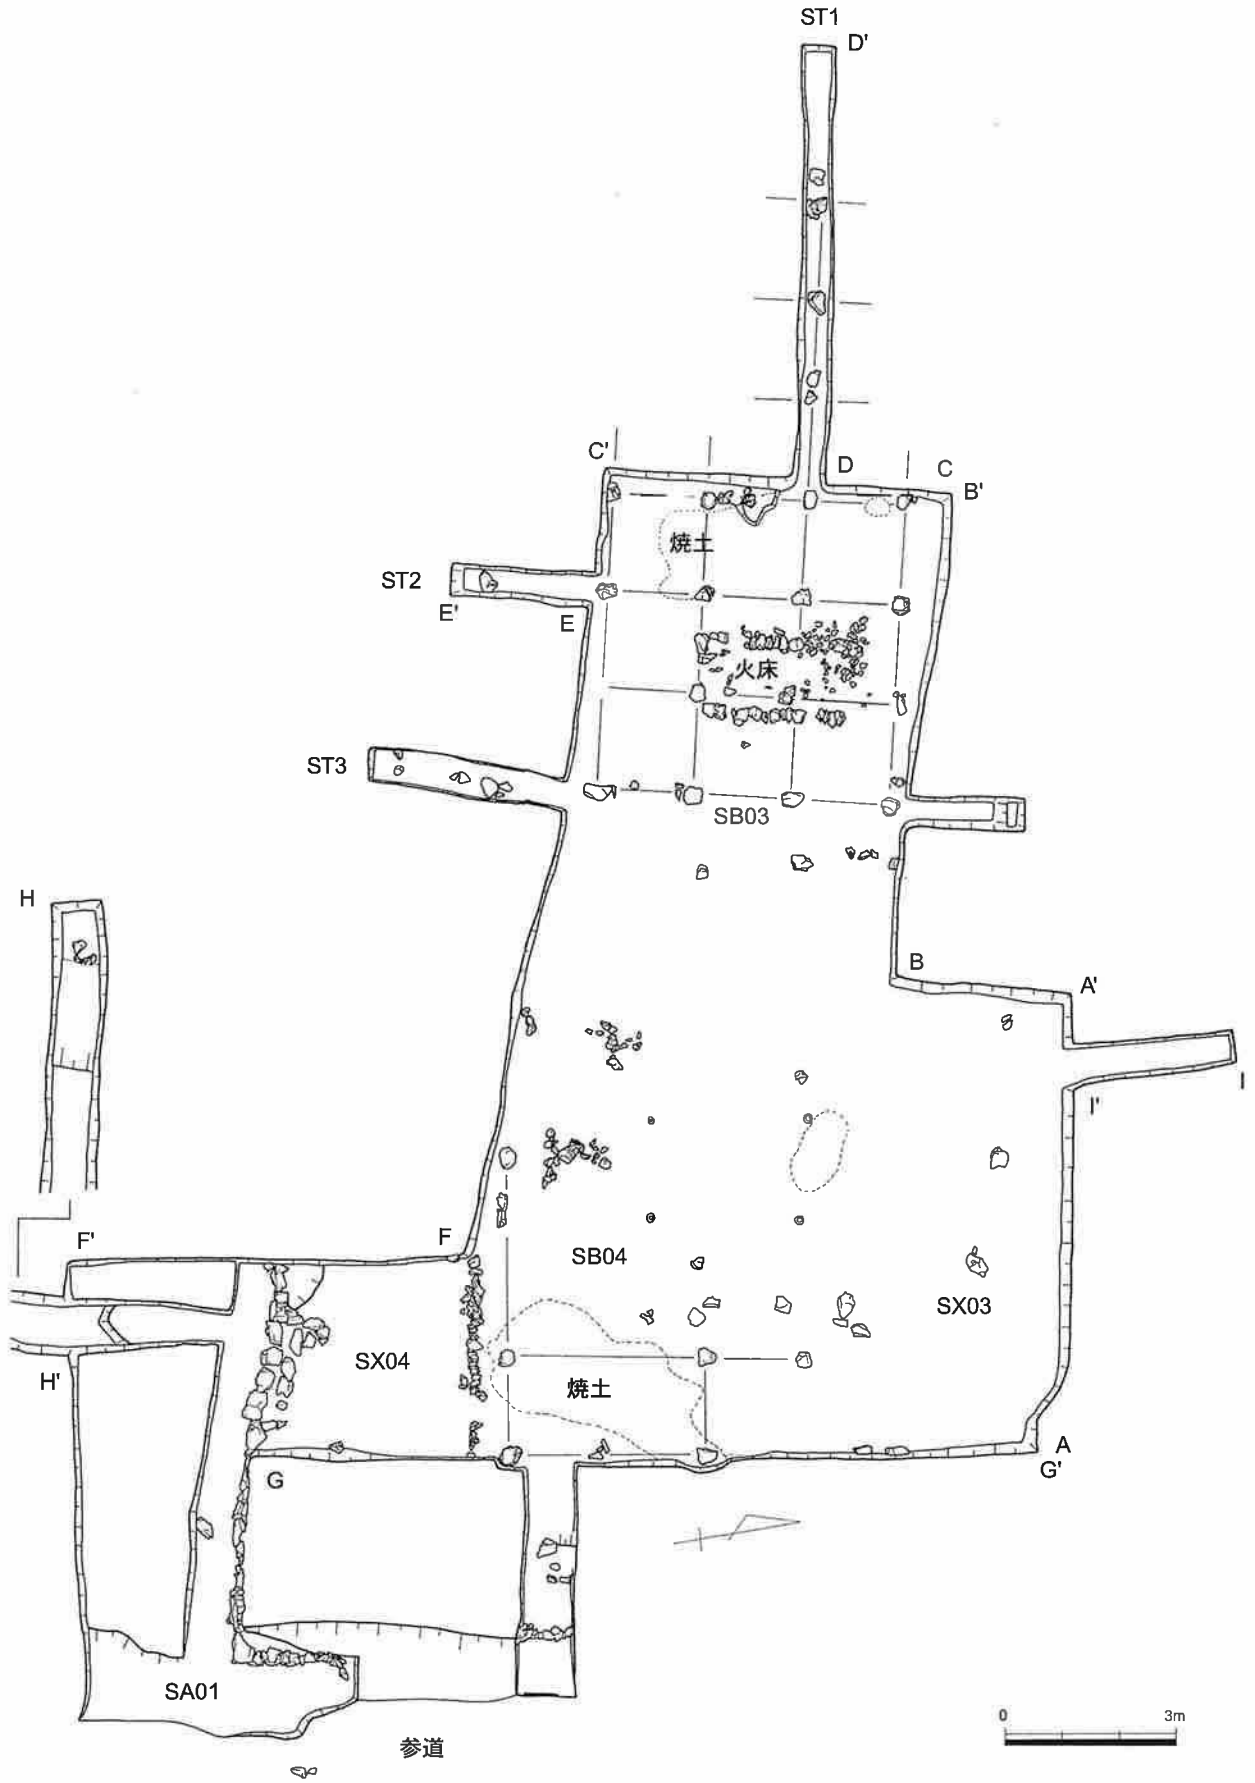 ST1
D'
C'
D
C
B'
焼土
ST2
E'
E
火床
ST3
SB03
H
B
A'
I
I'
F'
F
SB04
SX03
SX04
H'
焼土
A
G
G'
SA01
0 3m
参道